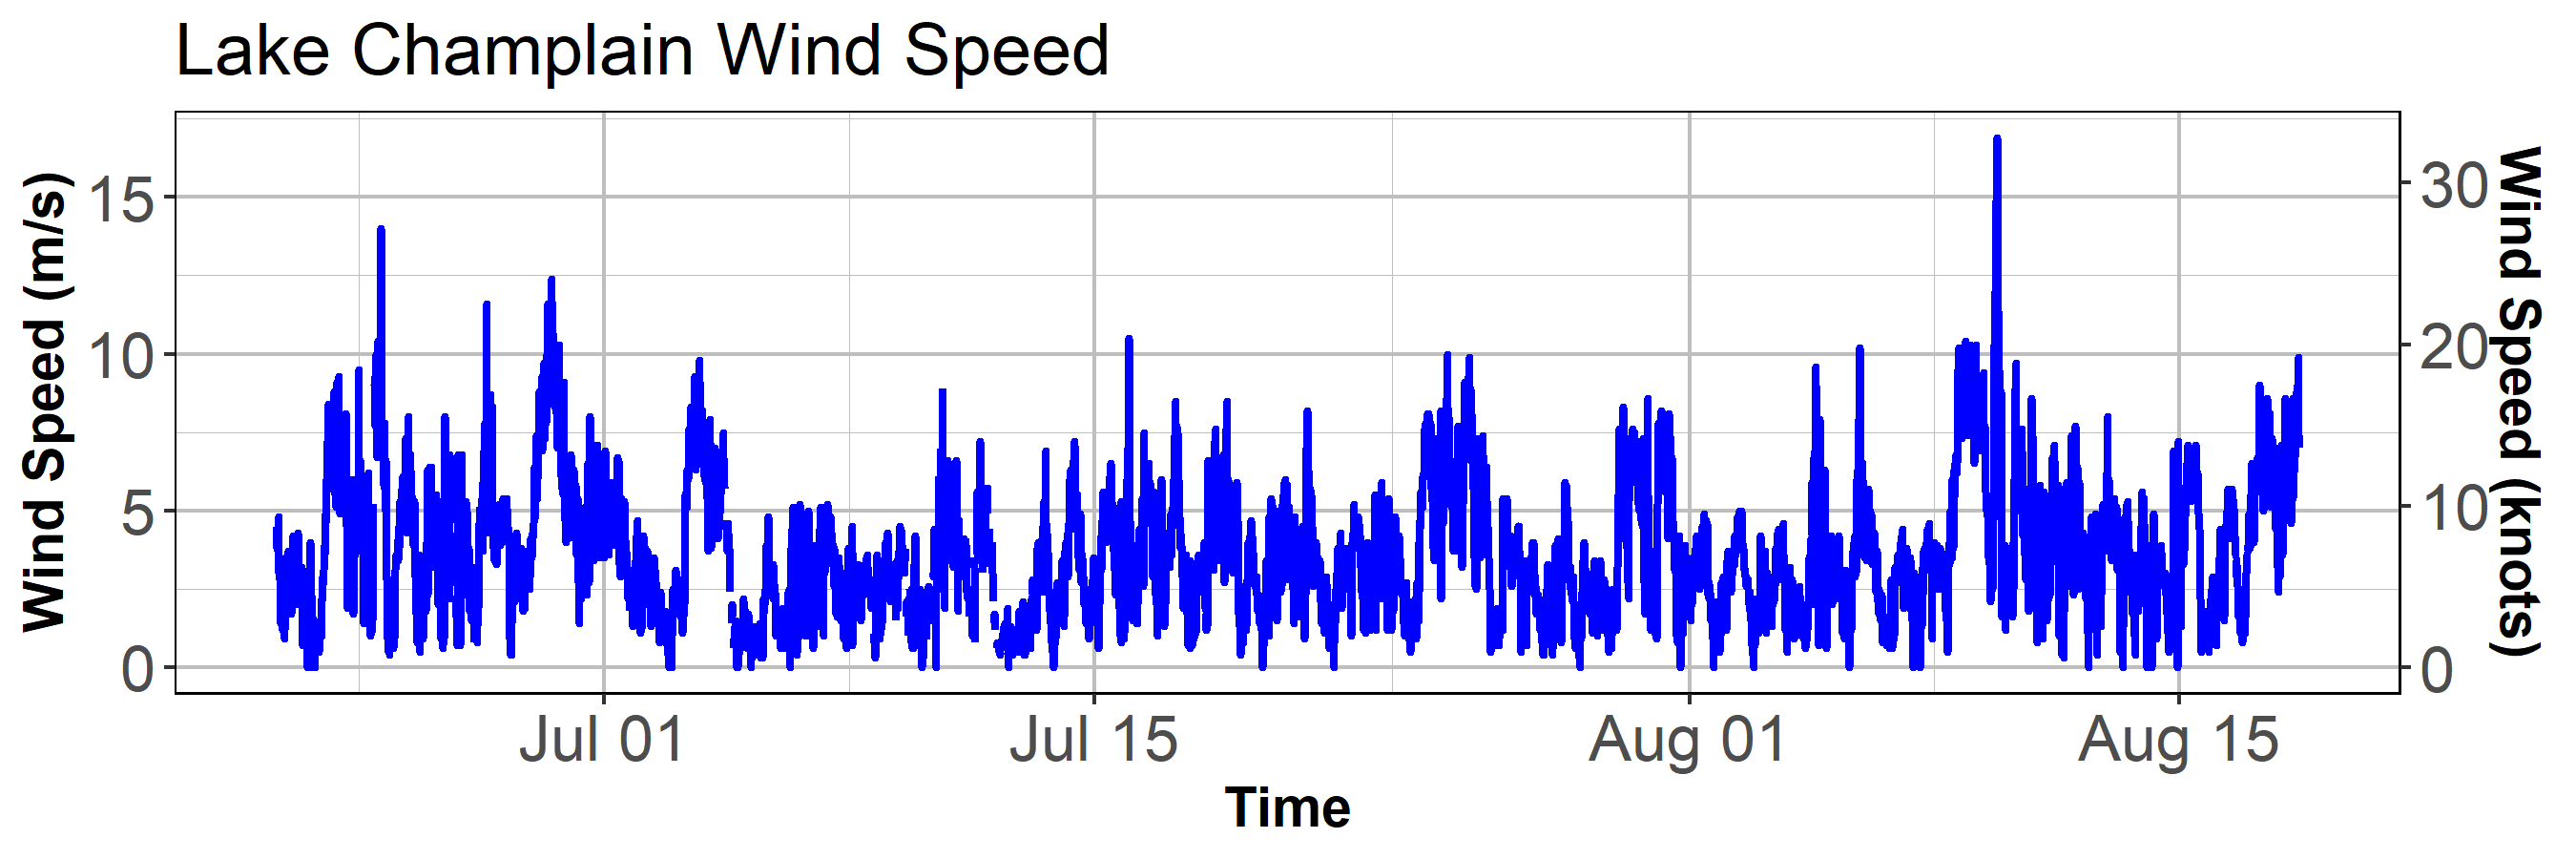 Lake Champlain Wind Speed
Wind Speed (m/s)
15
10
5
0
30
20
10
0
Wind Speed (knots)
Jul 01
Jul 15
Aug 01
Aug 15
Time